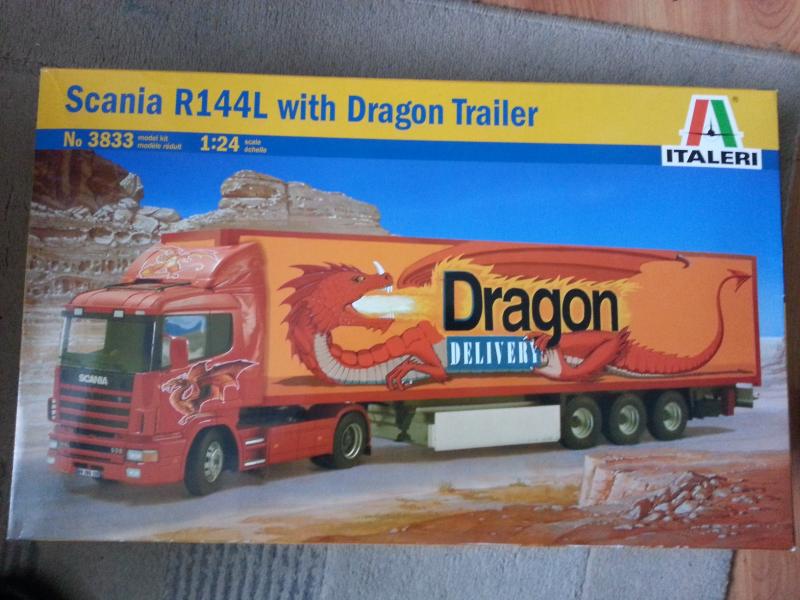 Scania R144L with Dragon Trailer
No 3833 model kit modèle réduit 1:24 scale échelle
ITALERI
Dragon
DELIVERY
SCANIA